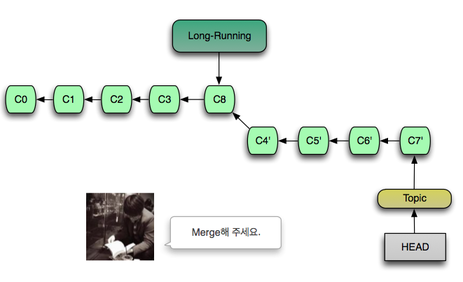 Long-Running
C0 C1 C2 C3 C8
C4' C5' C6' C7'
Topic
Merge해 주세요.
HEAD